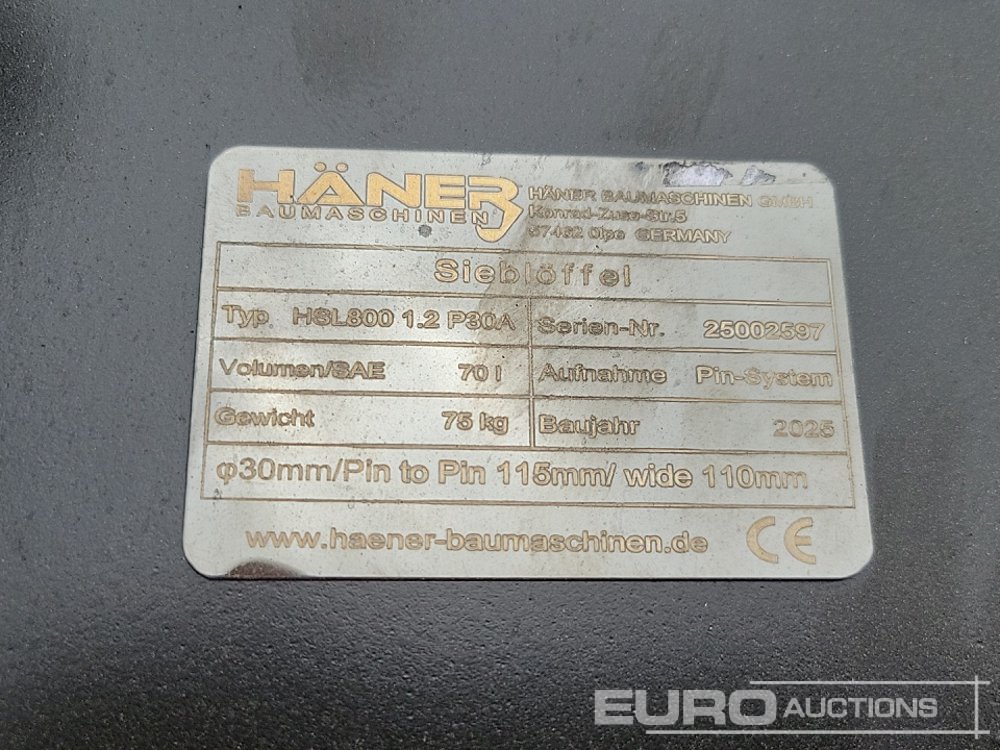 HÄNER
BAUMASCHINEN
HÄNER BAUMASCHINEN GMBH
Konrad-Zuse-Str.5
57462 Olpe GERMANY
Sieblöffel
Typ HSL800 1.2 P30A
Serien-Nr. 25002597
Volumen/SAE 70 l
Aufnahme Pin-System
Gewicht 75 kg
Baujahr 2025
φ30mm/Pin to Pin 115mm/ wide 110mm
www.haener-baumaschinen.de CE
EURO AUCTIONS